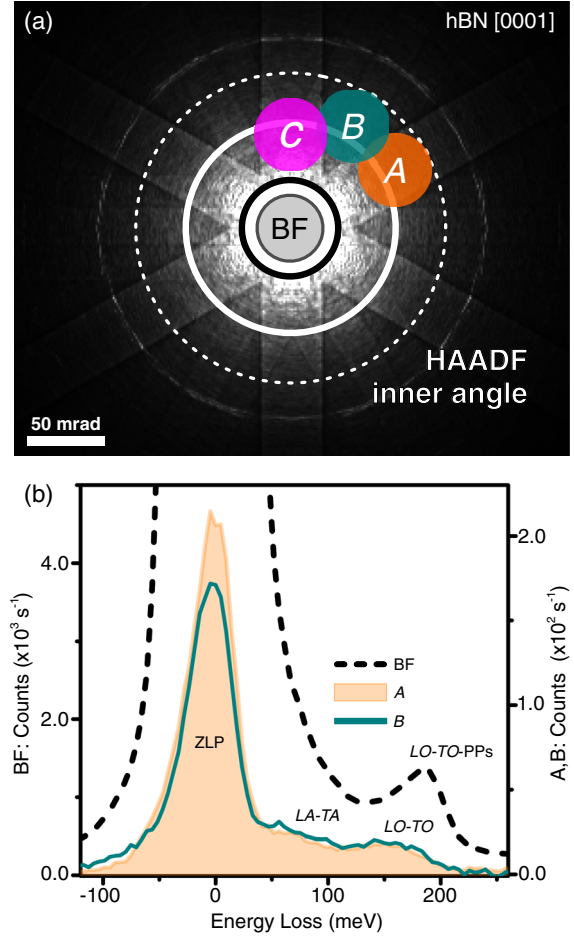 (a)
hBN [0001]
C
B
A
BF
HAADF
inner angle
50 mrad
(b)
BF: Counts (x10³ s⁻¹)
4.0
2.0
0.0
A,B: Counts (x10² s⁻¹)
2.0
1.0
0.0
BF
A
B
ZLP
LO-TO-PPs
LA-TA
LO-TO
-100 0 100 200
Energy Loss (meV)